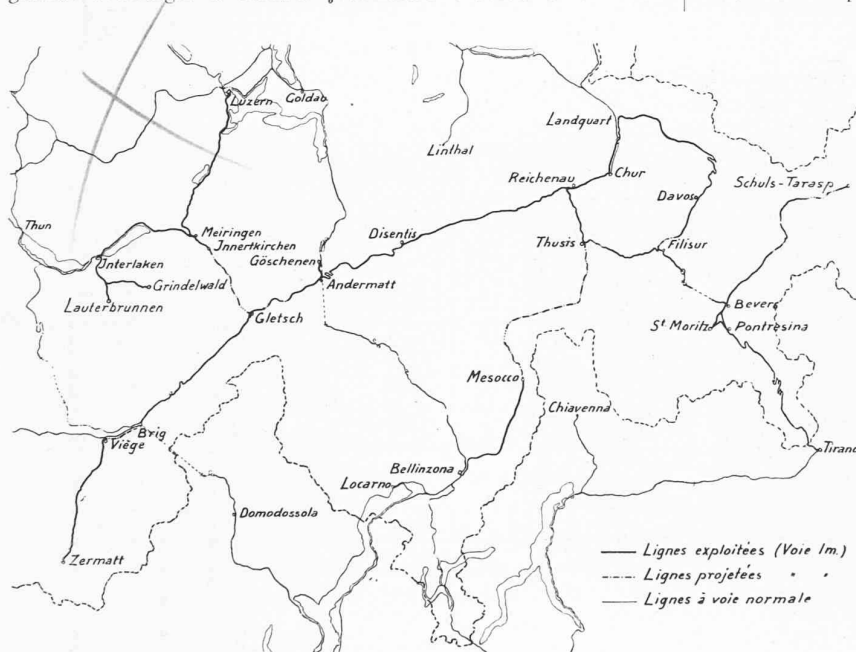 Luzern
Goldau
Landquart
Linthal
Reichenau
Chur
Schuls-Tarasp
Davos
Thun
Meiringen
Innertkirchen
Disentis
Thusis
Filisur
Göschenen
Interlaken
Grindelwald
Andermatt
Lauterbrunnen
Gletsch
Bevers
St Moritz
Pontresina
Mesocco
Chiavenna
Brig
Viège
Bellinzona
Tirano
Locarno
Domodossola
Zermatt
Lignes exploitées (Voie 1m.)
Lignes projetées " "
Lignes à voie normale